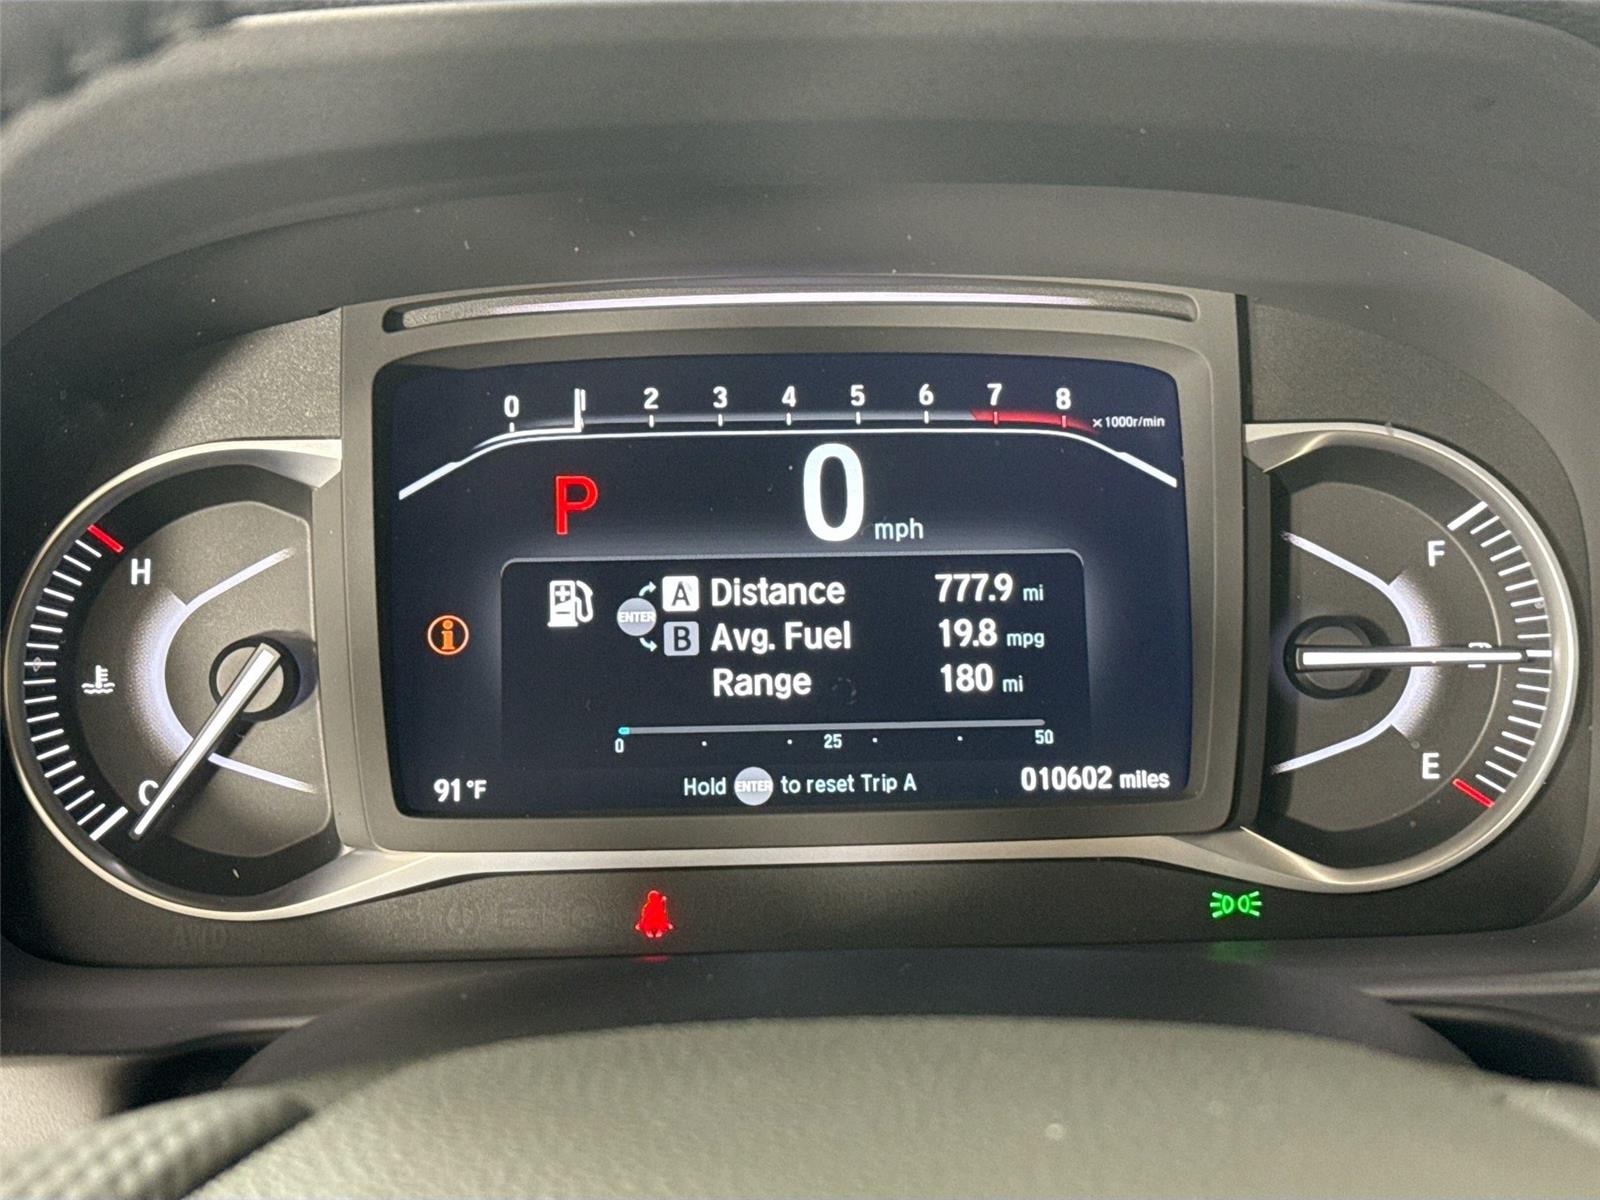 0 1 2 3 4 5 6 7 8 ×1000r/min
P 0 mph
H
F
ENTER
A Distance 777.9 mi
B Avg. Fuel 19.8 mpg
Range 180 mi
0 25 50
C
E
91°F
Hold ENTER to reset Trip A
010602 miles